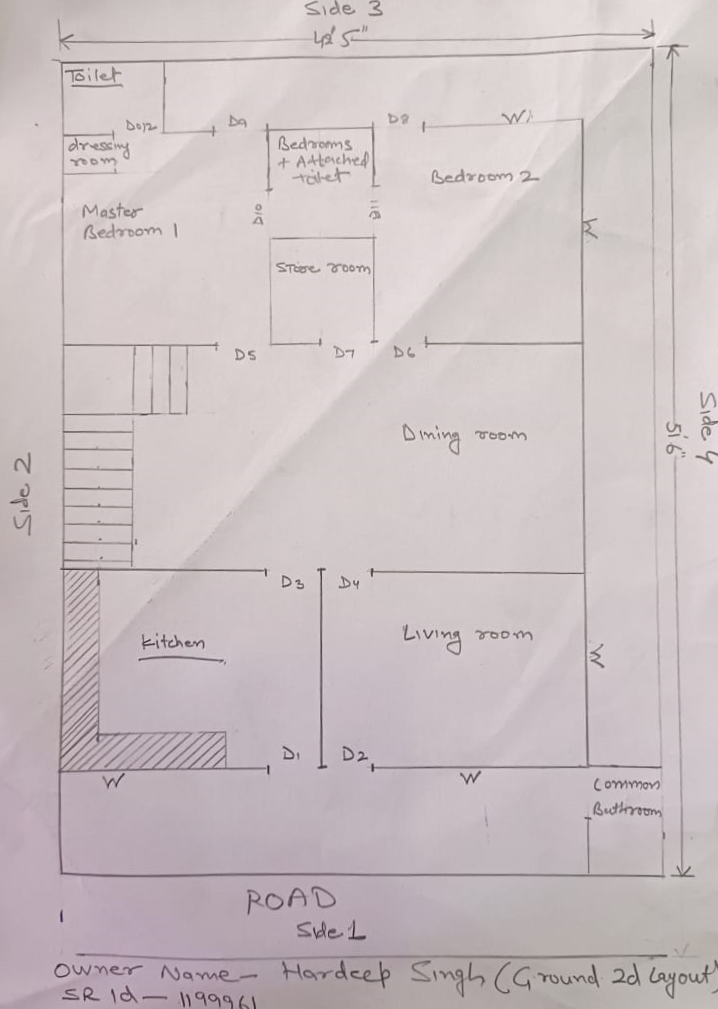 Side 3
42' 5"
Toilet
D012
D9
D8
W
dressing
room
Bedrooms
+ Attached
toilet
Bedroom 2
Master
Bedroom 1
D10
D11
W
Store room
D5
D7
D6
Dining room
Side 2
51'6"
Side 4
D3
D4
Kitchen
Living room
W
D1
D2
W
W
Common
Buthroom
ROAD
Side 1
Owner Name - Hardeep Singh (Ground 2d layout)
SR Id - 1199961